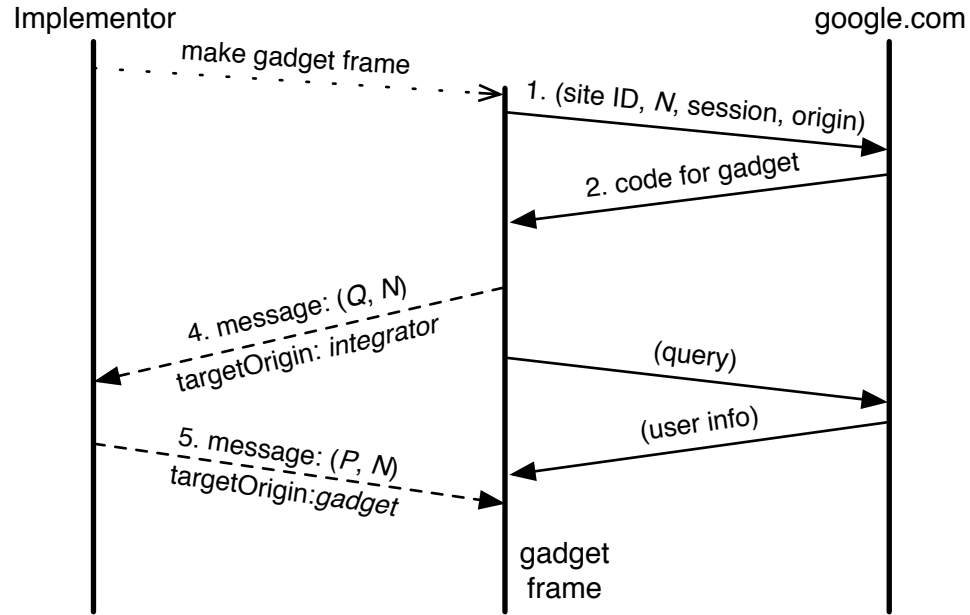 Implementor
google.com
make gadget frame
1. (site ID, N, session, origin)
2. code for gadget
4. message: (Q, N)
targetOrigin: integrator
(query)
(user info)
5. message: (P, N)
targetOrigin:gadget
gadget
frame